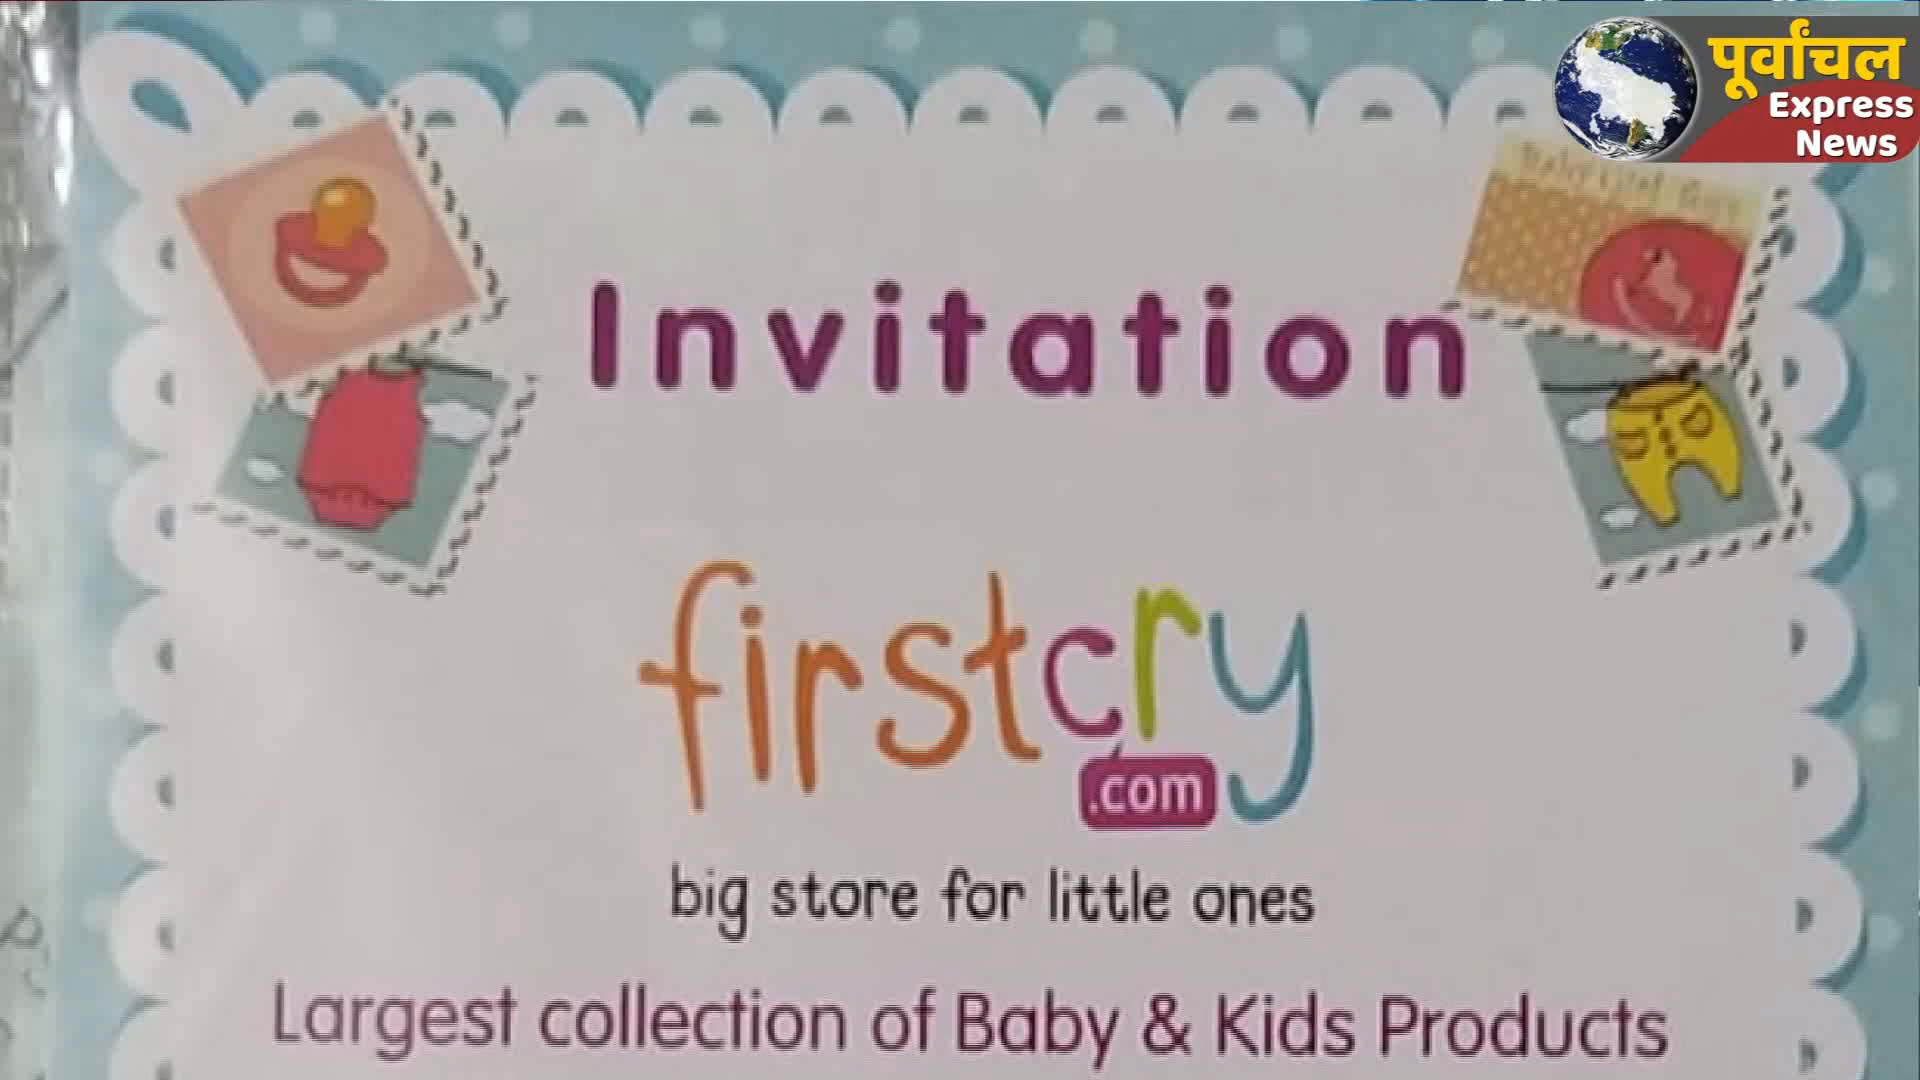 पूर्वांचल
Express
News
Invitation
firstcry
.com
big store for little ones
Largest collection of Baby & Kids Products